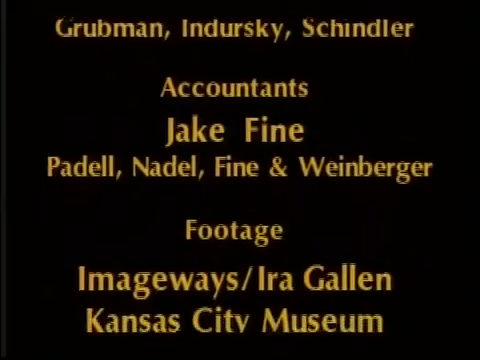 Grubman, Indursky, Schindler
Accountants
Jake Fine
Padell, Nadel, Fine & Weinberger
Footage
Imageways/Ira Gallen
Kansas City Museum